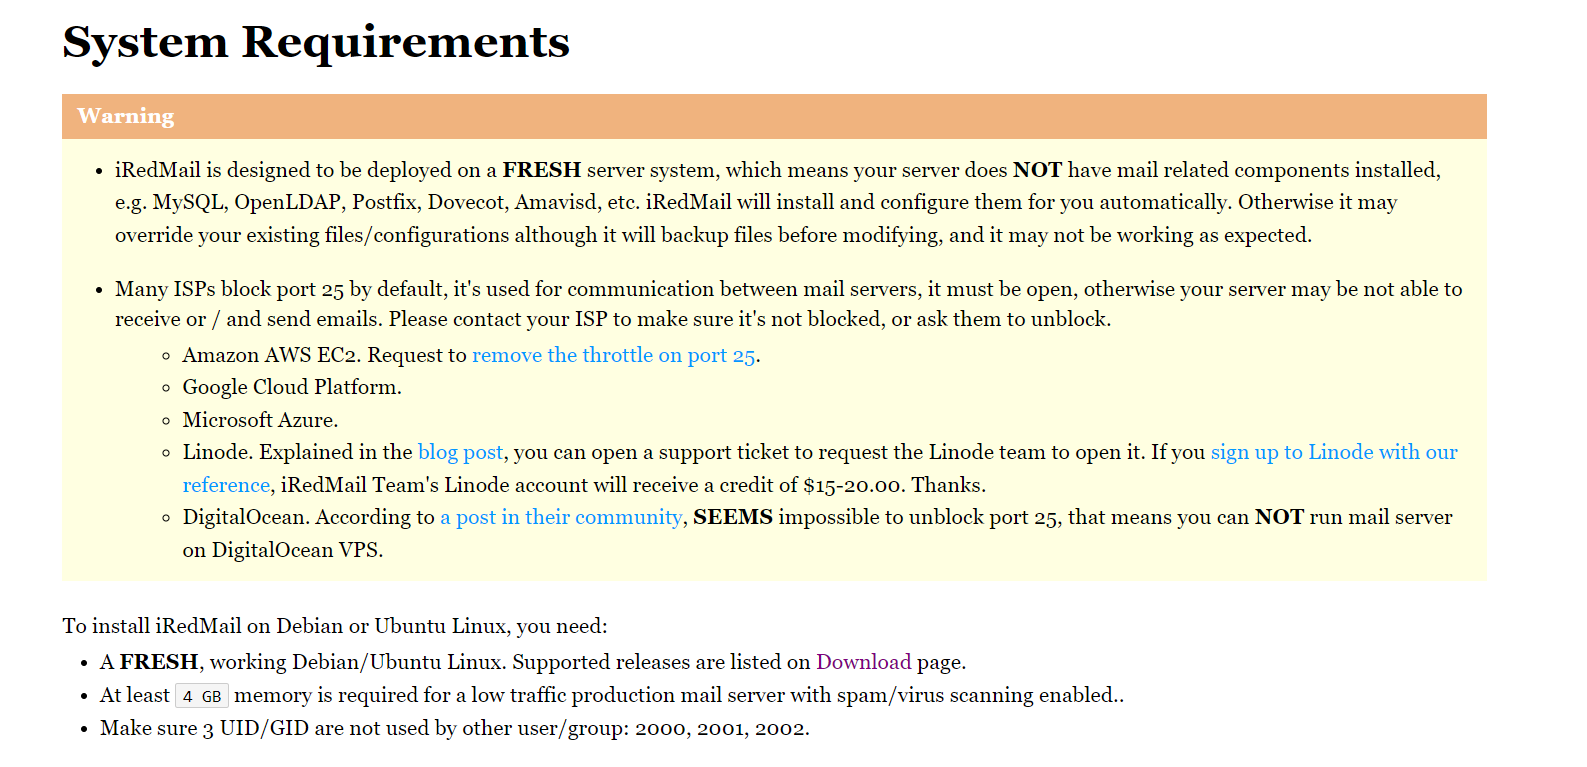 System Requirements
Warning
• iRedMail is designed to be deployed on a FRESH server system, which means your server does NOT have mail related components installed,
e.g. MySQL, OpenLDAP, Postfix, Dovecot, Amavisd, etc. iRedMail will install and configure them for you automatically. Otherwise it may
override your existing files/configurations although it will backup files before modifying, and it may not be working as expected.
• Many ISPs block port 25 by default, it's used for communication between mail servers, it must be open, otherwise your server may be not able to
receive or / and send emails. Please contact your ISP to make sure it's not blocked, or ask them to unblock.
◦ Amazon AWS EC2. Request to remove the throttle on port 25.
◦ Google Cloud Platform.
◦ Microsoft Azure.
◦ Linode. Explained in the blog post, you can open a support ticket to request the Linode team to open it. If you sign up to Linode with our
reference, iRedMail Team's Linode account will receive a credit of $15-20.00. Thanks.
◦ DigitalOcean. According to a post in their community, SEEMS impossible to unblock port 25, that means you can NOT run mail server
on DigitalOcean VPS.
To install iRedMail on Debian or Ubuntu Linux, you need:
• A FRESH, working Debian/Ubuntu Linux. Supported releases are listed on Download page.
• At least 4 GB memory is required for a low traffic production mail server with spam/virus scanning enabled..
• Make sure 3 UID/GID are not used by other user/group: 2000, 2001, 2002.